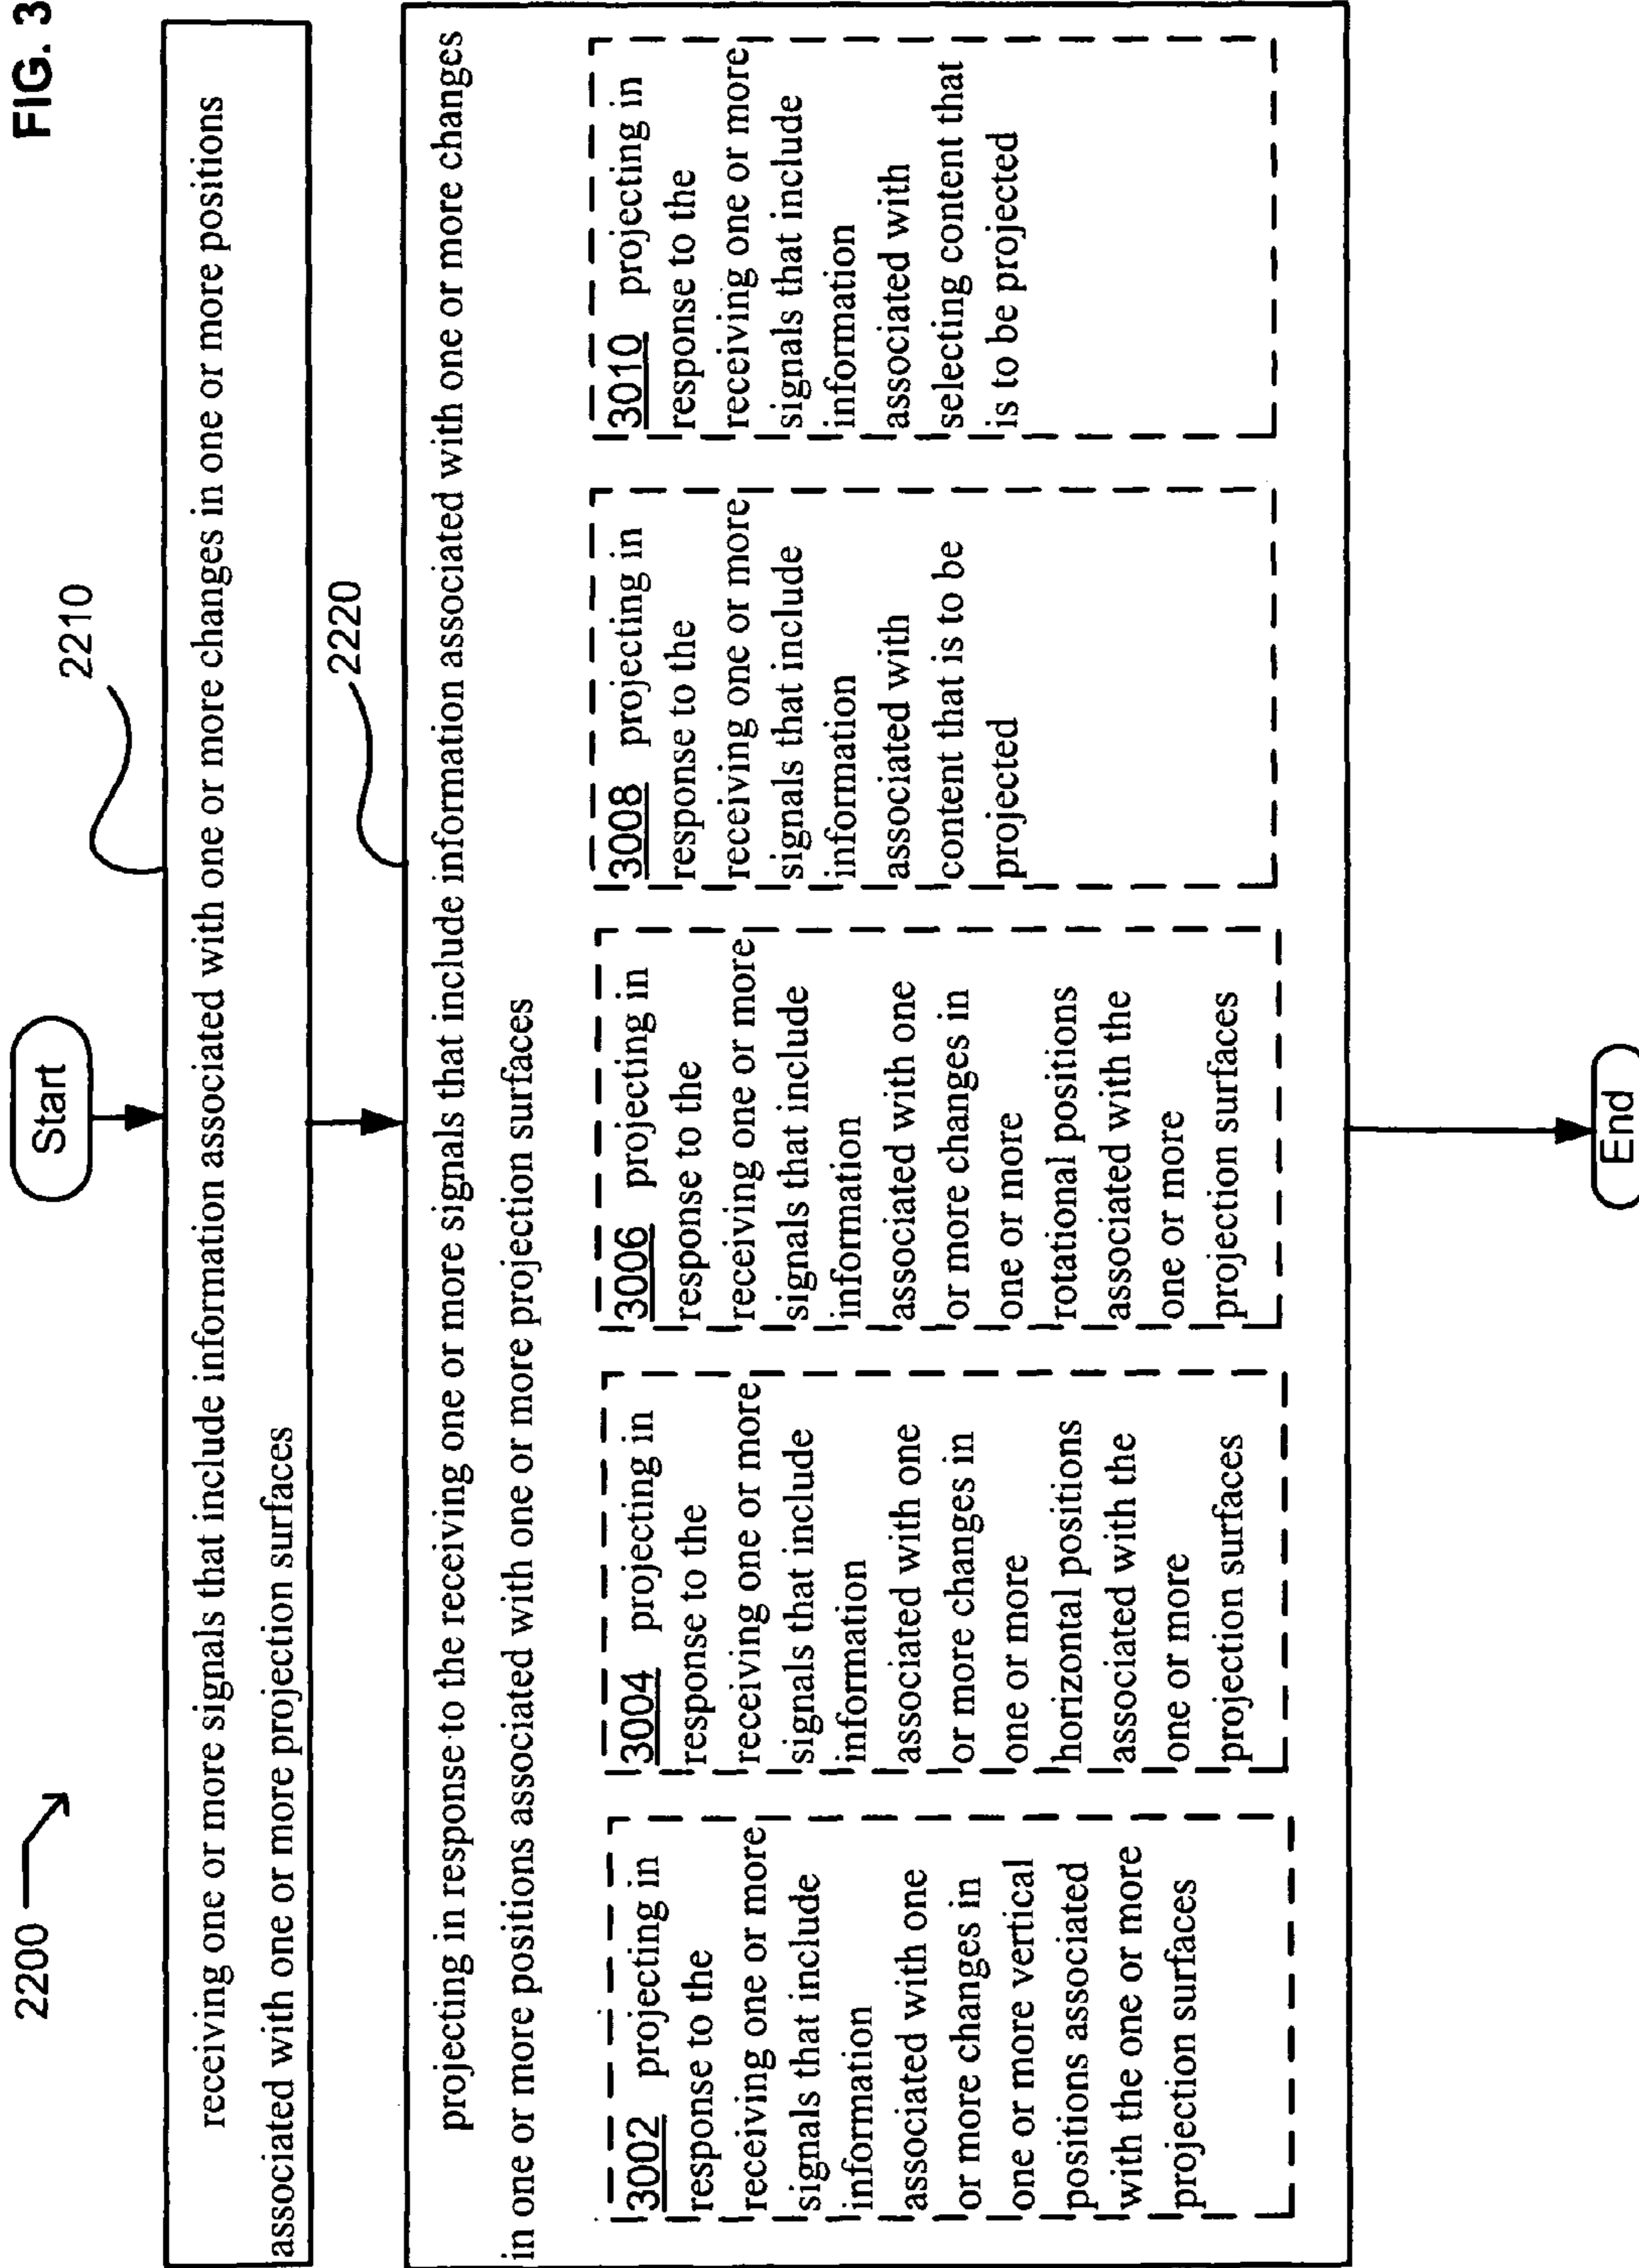 FIG. 3
2200
Start
2210
receiving one or more signals that include information associated with one or more changes in one or more positions
associated with one or more projection surfaces
2220
projecting in response to the receiving one or more signals that include information associated with one or more changes
in one or more positions associated with one or more projection surfaces
3002 projecting in
response to the
receiving one or more
signals that include
information
associated with one
or more changes in
one or more vertical
positions associated
with the one or more
projection surfaces
3004 projecting in
response to the
receiving one or more
signals that include
information
associated with one
or more changes in
one or more
horizontal positions
associated with the
one or more
projection surfaces
3006 projecting in
response to the
receiving one or more
signals that include
information
associated with one
or more changes in
one or more
rotational positions
associated with the
one or more
projection surfaces
3008 projecting in
response to the
receiving one or more
signals that include
information
associated with
content that is to be
projected
3010 projecting in
response to the
receiving one or more
signals that include
information
associated with
selecting content that
is to be projected
End